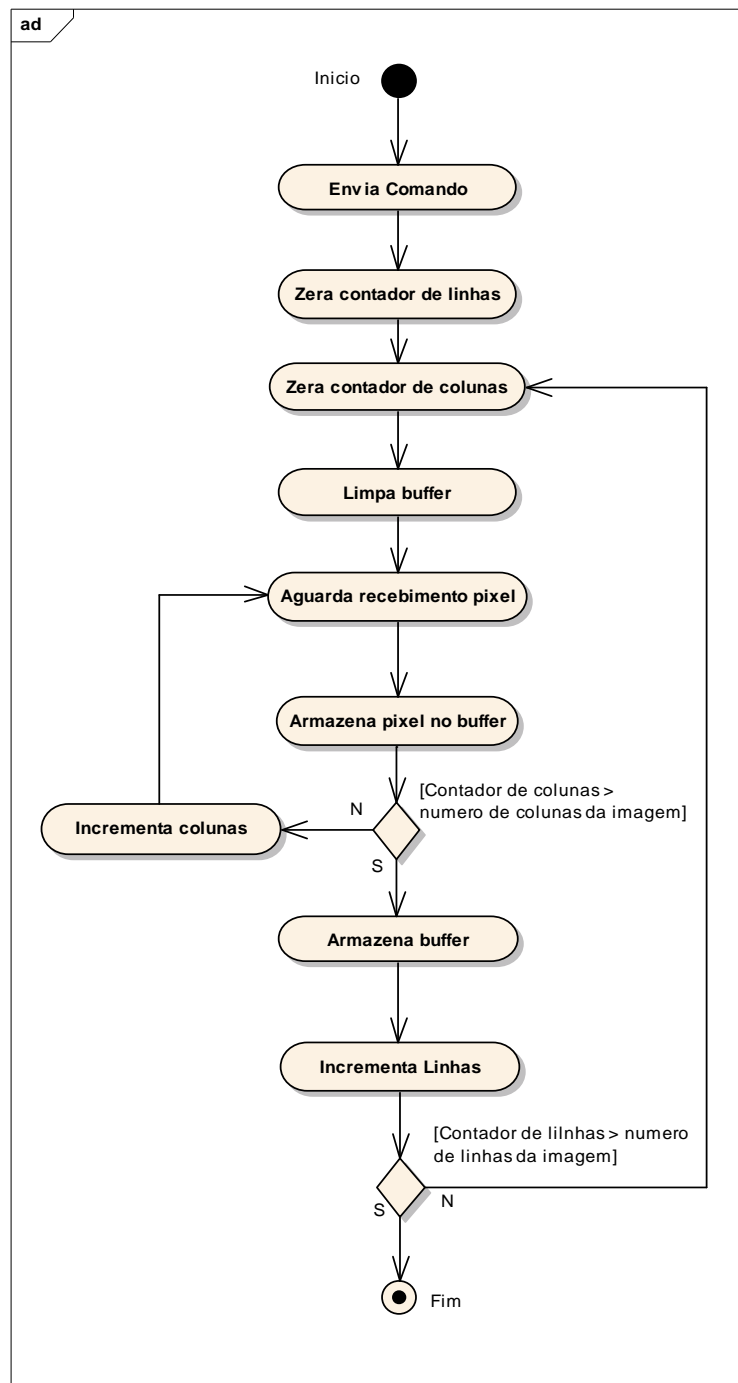 ad
Inicio
Envia Comando
Zera contador de linhas
Zera contador de colunas
Limpa buffer
Aguarda recebimento pixel
Armazena pixel no buffer
[Contador de colunas >
numero de colunas da imagem]
N
Incrementa colunas
S
Armazena buffer
Incrementa Linhas
[Contador de lilnhas > numero
de linhas da imagem]
S
N
Fim